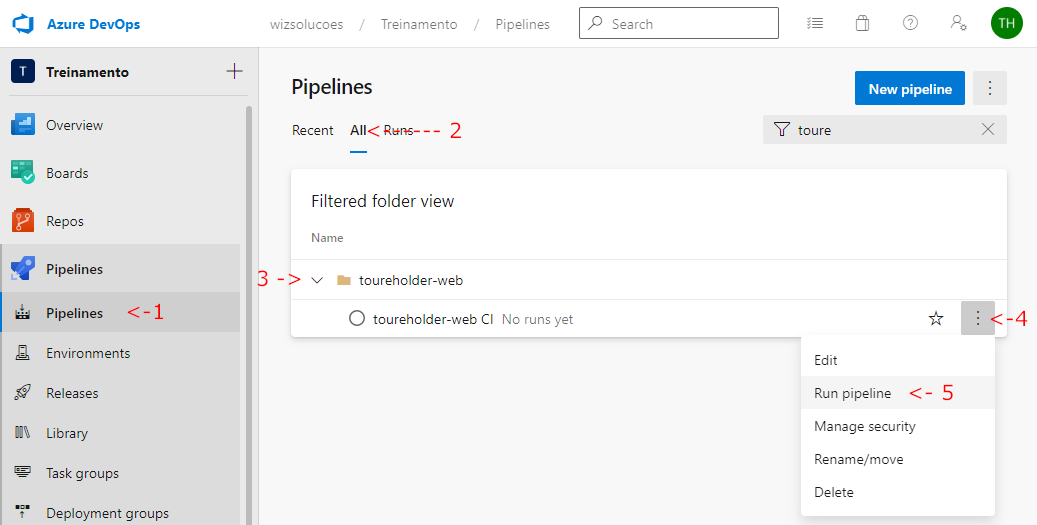 Azure DevOps
wizsolucoes / Treinamento / Pipelines
Search
TH
T Treinamento
Overview
Boards
Repos
Pipelines
Pipelines <-1
Environments
Releases
Library
Task groups
Deployment groups
Pipelines
New pipeline
Recent All Runs <---- 2
toure
Filtered folder view
Name
3 -> toureholder-web
toureholder-web CI No runs yet
<-4
Edit
Run pipeline <- 5
Manage security
Rename/move
Delete